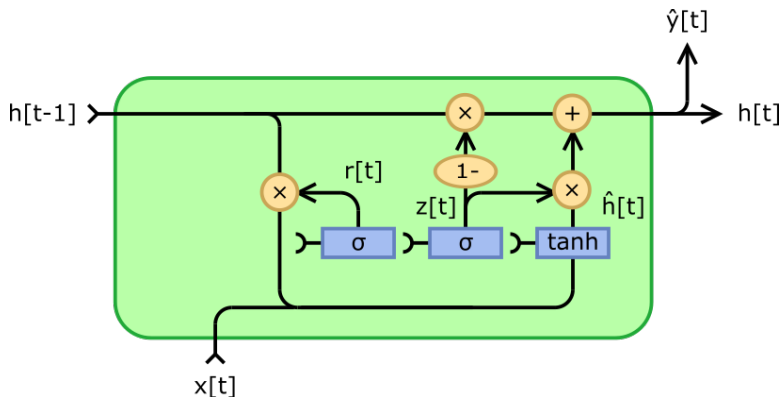 ŷ[t]
h[t-1]
×
+
h[t]
r[t]
1-
×
z[t]
×
ĥ[t]
σ
σ
tanh
x[t]